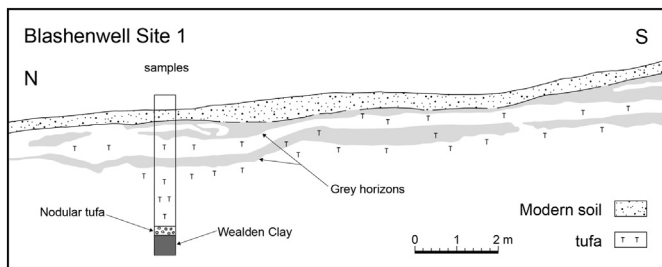 Blashenwell Site 1
S
N
samples
T T T T T T T T T T T T T T T T T T T T T T T T T T T T T T
Grey horizons
Nodular tufa
Wealden Clay
Modern soil
T T
tufa
0 1 2 m